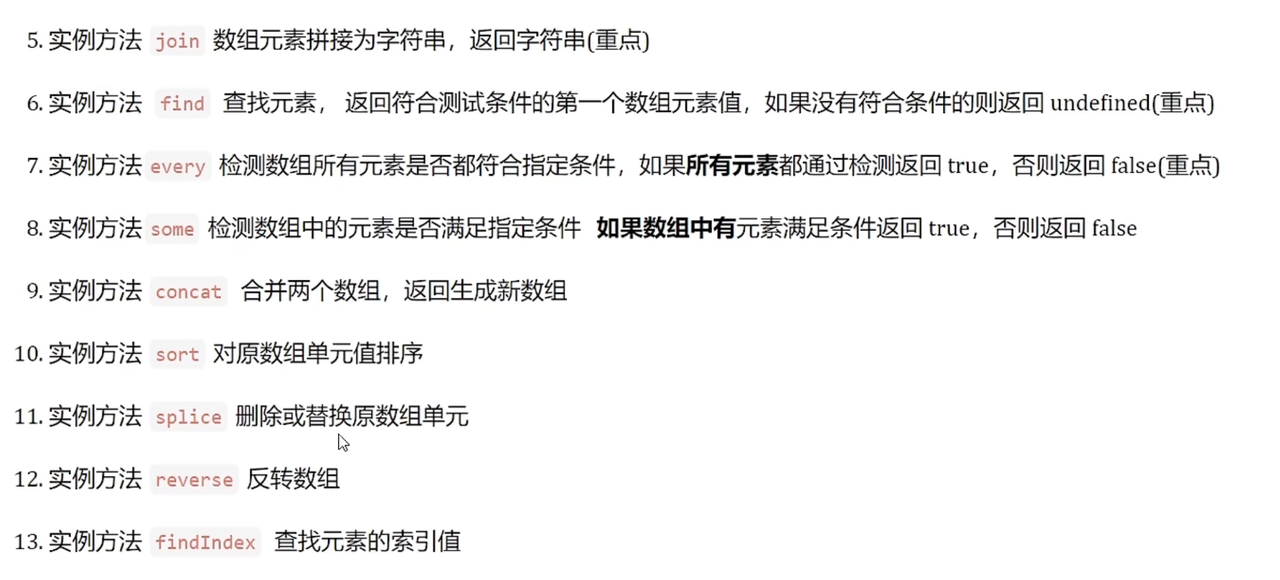 5. 实例方法 join 数组元素拼接为字符串，返回字符串(重点)
6. 实例方法 find 查找元素， 返回符合测试条件的第一个数组元素值，如果没有符合条件的则返回 undefined(重点)
7. 实例方法 every 检测数组所有元素是否都符合指定条件，如果所有元素都通过检测返回 true，否则返回 false(重点)
8. 实例方法 some 检测数组中的元素是否满足指定条件 如果数组中有元素满足条件返回 true，否则返回 false
9. 实例方法 concat 合并两个数组，返回生成新数组
10. 实例方法 sort 对原数组单元值排序
11. 实例方法 splice 删除或替换原数组单元
12. 实例方法 reverse 反转数组
13. 实例方法 findIndex 查找元素的索引值